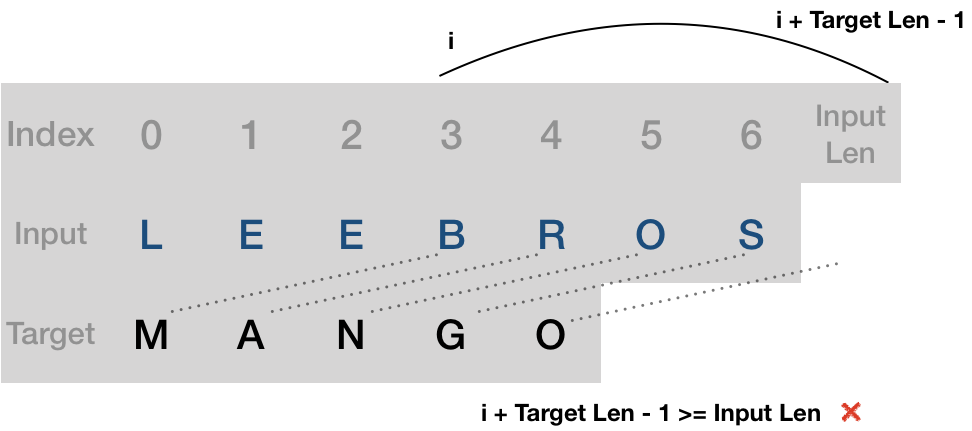 i + Target Len - 1
i
Index 0 1 2 3 4 5 6 Input Len
Input L E E B R O S
Target M A N G O
i + Target Len - 1 >= Input Len ❌